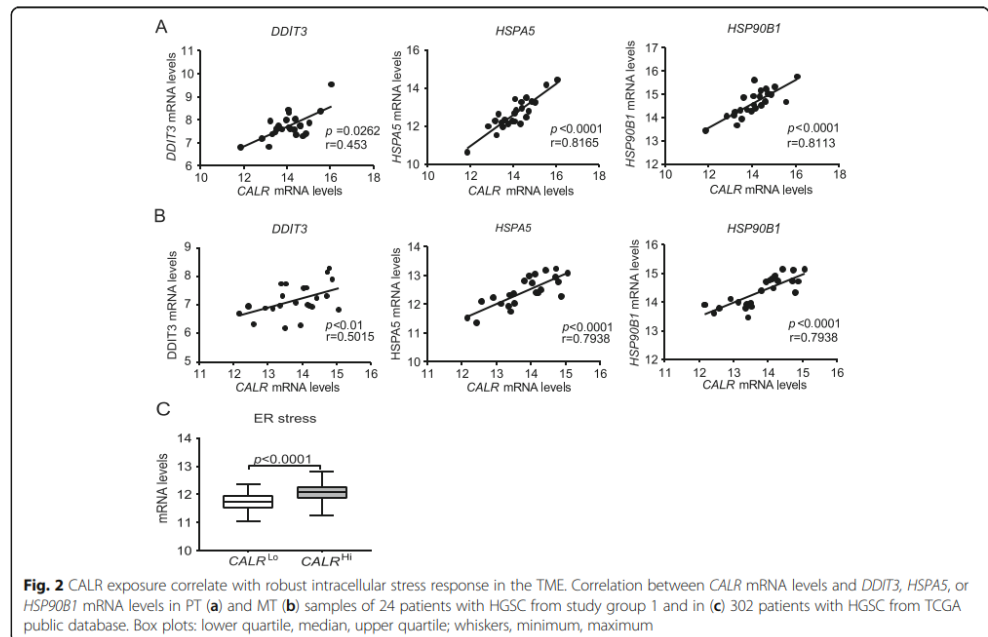 A
DDIT3
HSPA5
HSP90B1
DDIT3 mRNA levels
11
10
9
8
7
6
p =0.0262
r=0.453
10 12 14 16 18
CALR mRNA levels
HSPA5 mRNA levels
16
14
12
10
p<0.0001
r=0.8165
10 12 14 16 18
CALR mRNA levels
HSP90B1 mRNA levels
17
16
15
14
13
12
p<0.0001
r=0.8113
10 12 14 16 18
CALR mRNA levels
B
DDIT3
HSPA5
HSP90B1
DDIT3 mRNA levels
9
8
7
6
5
p<0.01
r=0.5015
11 12 13 14 15 16
CALR mRNA levels
HSPA5 mRNA levels
14
13
12
11
10
p<0.0001
r=0.7938
11 12 13 14 15 16
CALR mRNA levels
HSP90B1 mRNA levels
16
15
14
13
12
p<0.0001
r=0.7938
11 12 13 14 15 16
CALR mRNA levels
C
ER stress
mRNA levels
14
13
12
11
10
p<0.0001
CALR Lo CALR Hi
Fig. 2 CALR exposure correlate with robust intracellular stress response in the TME. Correlation between CALR mRNA levels and DDIT3, HSPA5, or
HSP90B1 mRNA levels in PT (a) and MT (b) samples of 24 patients with HGSC from study group 1 and in (c) 302 patients with HGSC from TCGA
public database. Box plots: lower quartile, median, upper quartile; whiskers, minimum, maximum